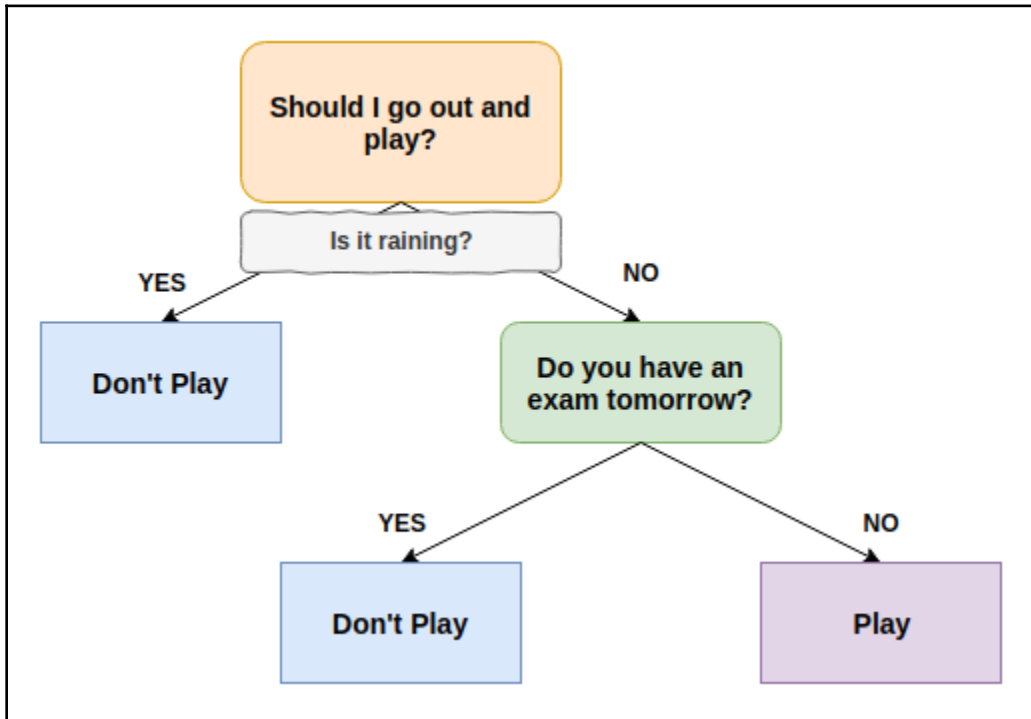 Should I go out and
play?
Is it raining?
YES
NO
Don't Play
Do you have an
exam tomorrow?
YES
NO
Don't Play
Play